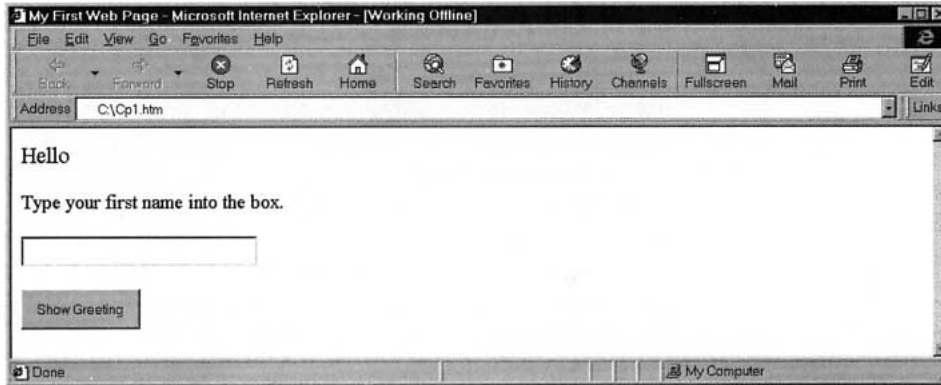 My First Web Page - Microsoft Internet Explorer - [Working Offline]
File Edit View Go Favorites Help
Back Forward Stop Refresh Home Search Favorites History Channels Fullscreen Mail Print Edit
Address C:\Cp1.htm Links
Hello
Type your first name into the box.
Show Greeting
Done My Computer